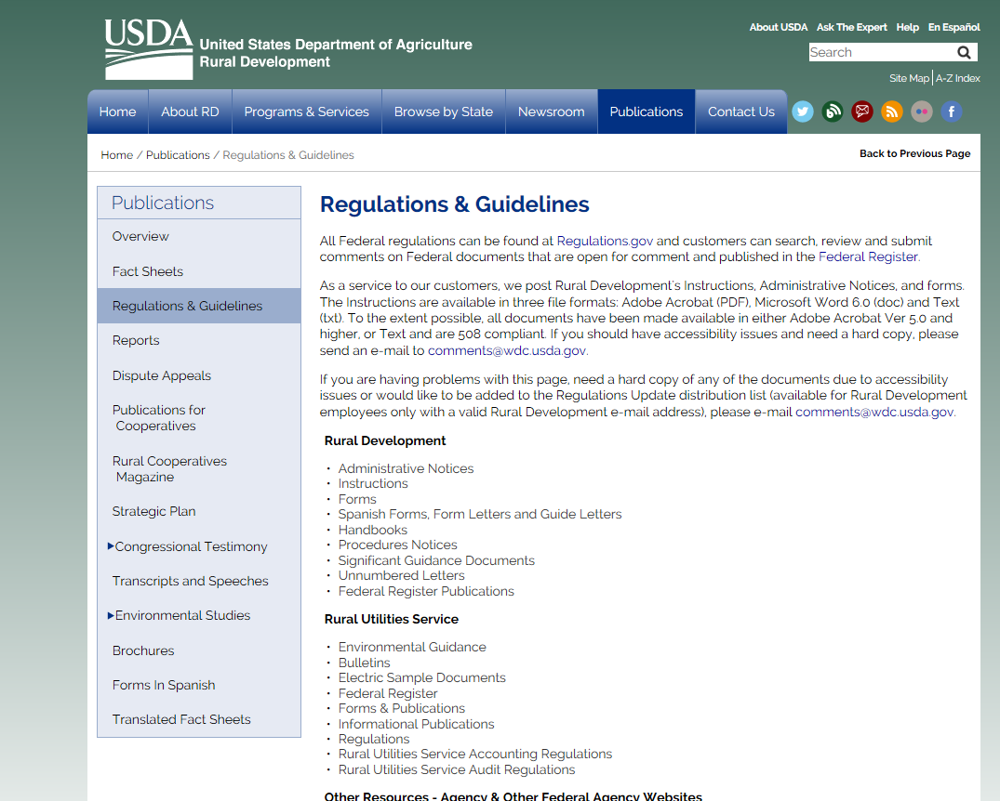 USDA
United States Department of Agriculture
Rural Development
About USDA Ask The Expert Help En Español
Search
Site Map A-Z Index
Home About RD Programs & Services Browse by State Newsroom Publications Contact Us
Home / Publications / Regulations & Guidelines
Back to Previous Page
Publications
Overview
Fact Sheets
Regulations & Guidelines
Reports
Dispute Appeals
Publications for
Cooperatives
Rural Cooperatives
Magazine
Strategic Plan
Congressional Testimony
Transcripts and Speeches
Environmental Studies
Brochures
Forms In Spanish
Translated Fact Sheets
Regulations & Guidelines
All Federal regulations can be found at Regulations.gov and customers can search, review and submit
comments on Federal documents that are open for comment and published in the Federal Register.
As a service to our customers, we post Rural Development's Instructions, Administrative Notices, and forms.
The Instructions are available in three file formats: Adobe Acrobat (PDF), Microsoft Word 6.0 (doc) and Text
(txt). To the extent possible, all documents have been made available in either Adobe Acrobat Ver 5.0 and
higher, or Text and are 508 compliant. If you should have accessibility issues and need a hard copy, please
send an e-mail to comments@wdc.usda.gov.
If you are having problems with this page, need a hard copy of any of the documents due to accessibility
issues or would like to be added to the Regulations Update distribution list (available for Rural Development
employees only with a valid Rural Development e-mail address), please e-mail comments@wdc.usda.gov.
Rural Development
• Administrative Notices
• Instructions
• Forms
• Spanish Forms, Form Letters and Guide Letters
• Handbooks
• Procedures Notices
• Significant Guidance Documents
• Unnumbered Letters
• Federal Register Publications
Rural Utilities Service
• Environmental Guidance
• Bulletins
• Electric Sample Documents
• Federal Register
• Forms & Publications
• Informational Publications
• Regulations
• Rural Utilities Service Accounting Regulations
• Rural Utilities Service Audit Regulations
Other Resources - Agency & Other Federal Agency Websites